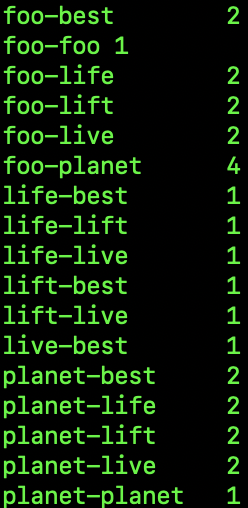 foo-best 2
foo-foo 1
foo-life 2
foo-lift 2
foo-live 2
foo-planet 4
life-best 1
life-lift 1
life-live 1
lift-best 1
lift-live 1
live-best 1
planet-best 2
planet-life 2
planet-lift 2
planet-live 2
planet-planet 1